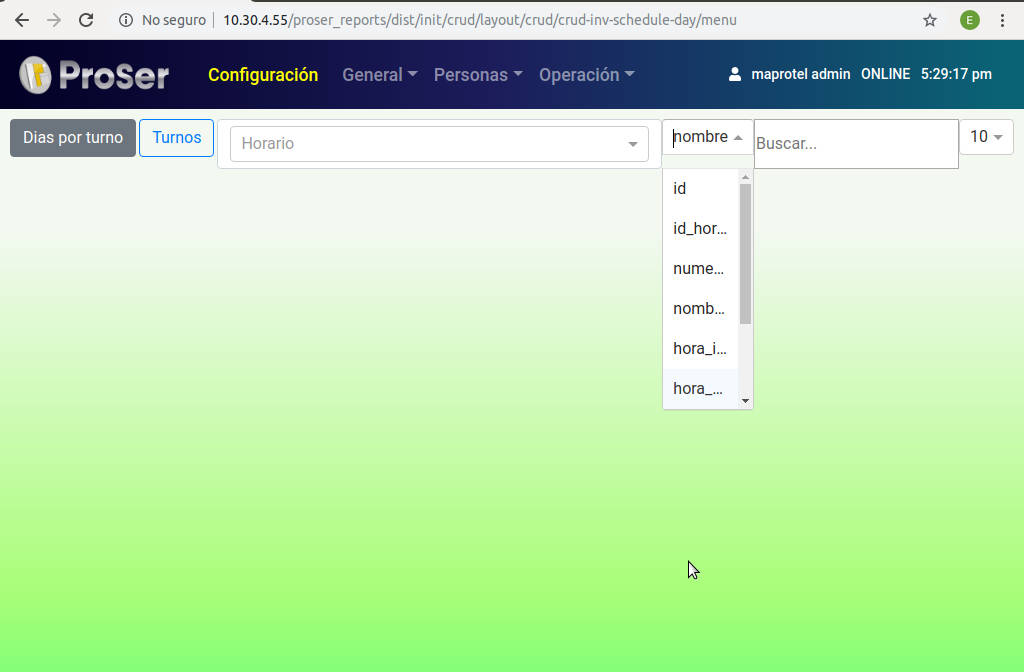 No seguro 10.30.4.55/proser_reports/dist/init/crud/layout/crud/crud-inv-schedule-day/menu E
ProSer Configuración General Personas Operación maprotel admin ONLINE 5:29:17 pm
Dias por turno Turnos Horario nombre Buscar... 10
id
id_hor...
nume...
nomb...
hora_i...
hora_...